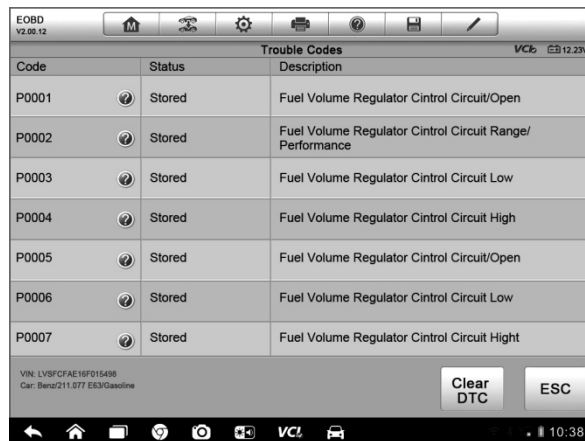 EOBD
V2.00.12
M
Trouble Codes
VCI
12.23V
Code Status Description
P0001 Stored Fuel Volume Regulator Cintrol Circuit/Open
P0002 Stored Fuel Volume Regulator Cintrol Circuit Range/
Performance
P0003 Stored Fuel Volume Regulator Cintrol Circuit Low
P0004 Stored Fuel Volume Regulator Cintrol Circuit High
P0005 Stored Fuel Volume Regulator Cintrol Circuit/Open
P0006 Stored Fuel Volume Regulator Cintrol Circuit Low
P0007 Stored Fuel Volume Regulator Cintrol Circuit Hight
VIN: LVSFCFAE16F015498
Car: Benz/211.077 E63/Gasoline
Clear
DTC
ESC
VCI
10:38